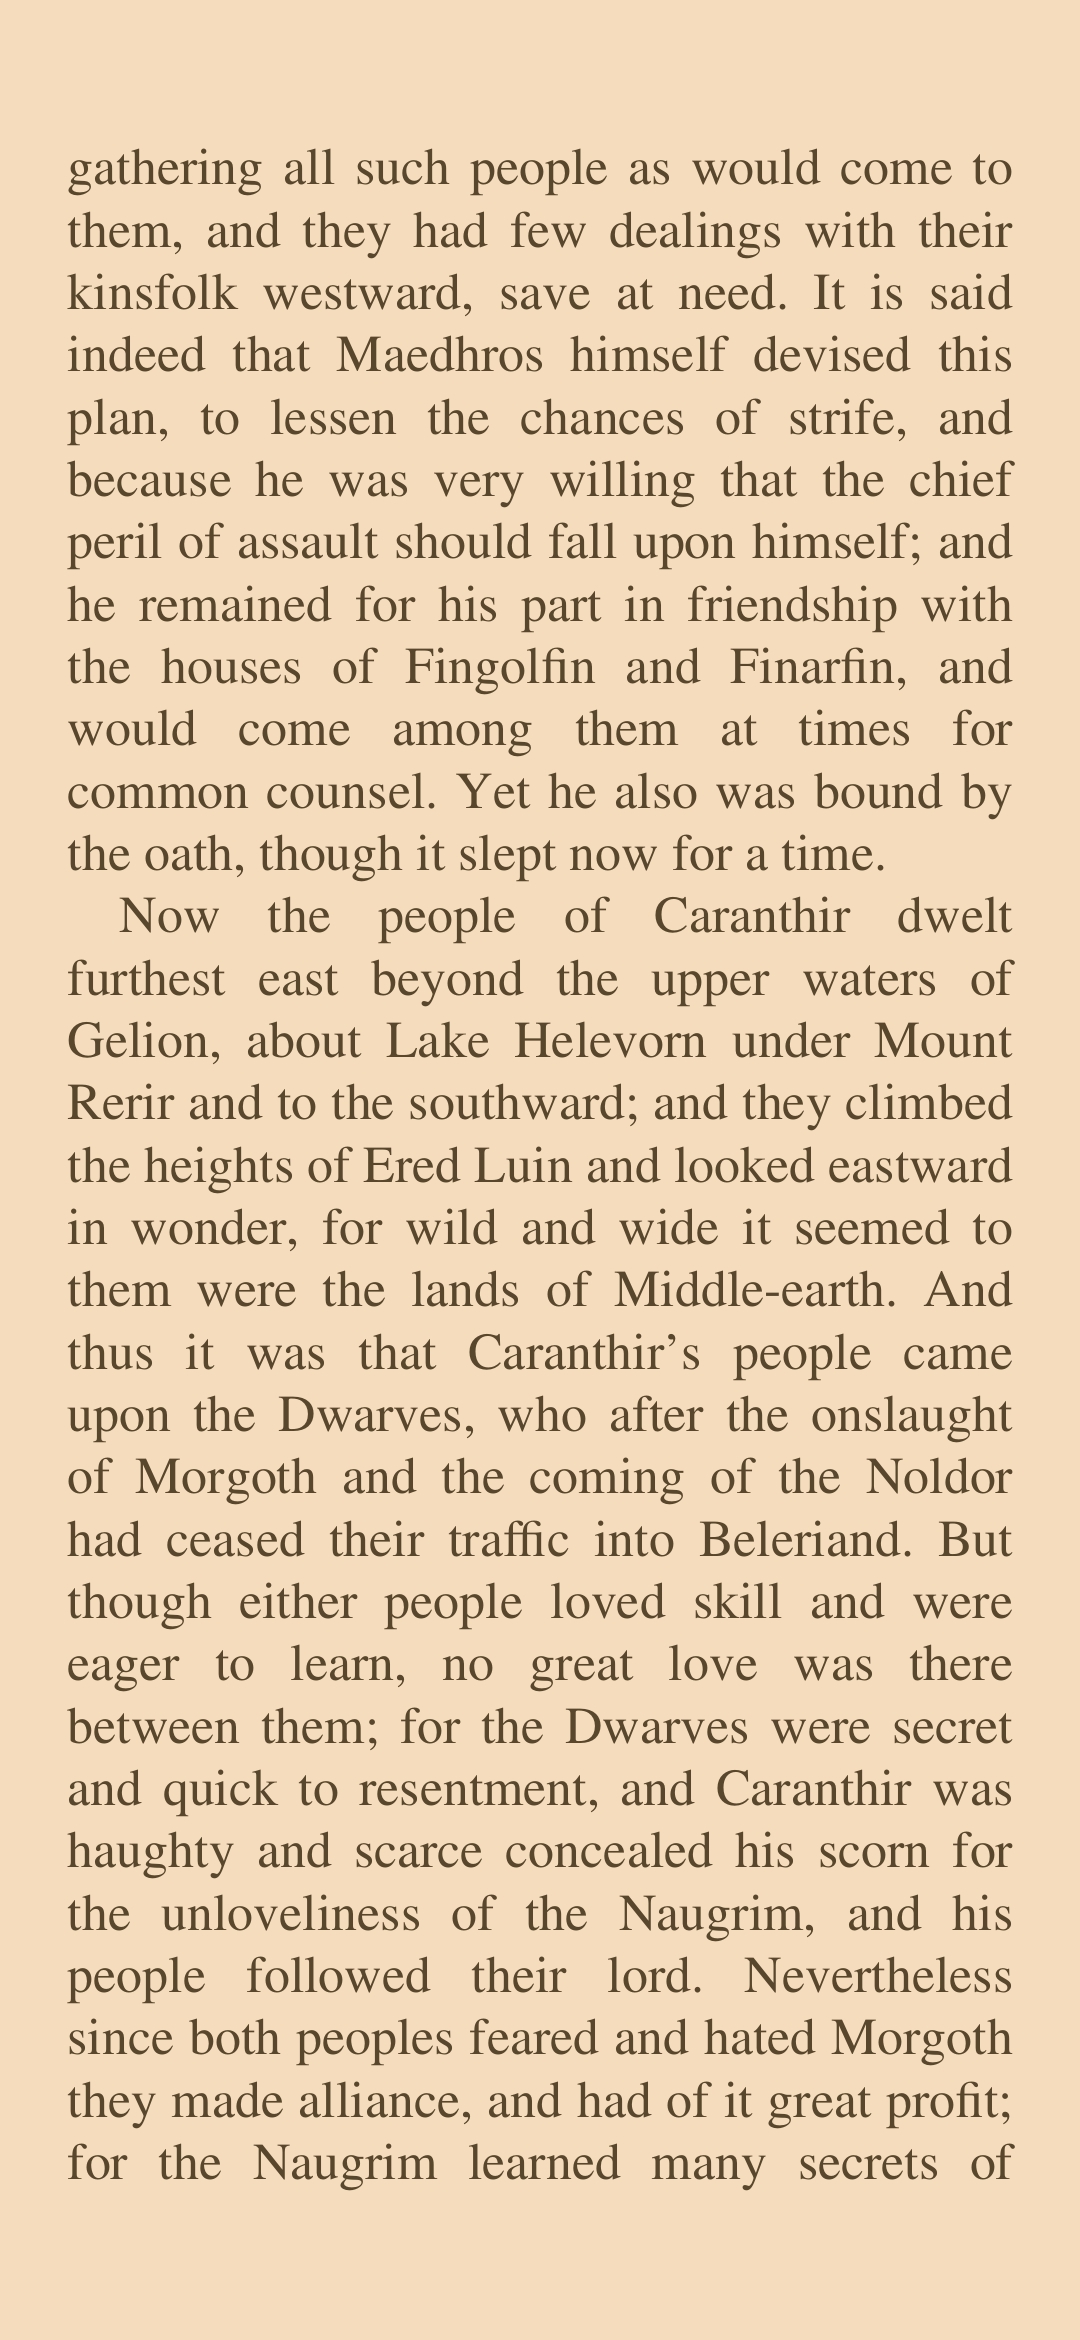 gathering all such people as would come to
them, and they had few dealings with their
kinsfolk westward, save at need. It is said
indeed that Maedhros himself devised this
plan, to lessen the chances of strife, and
because he was very willing that the chief
peril of assault should fall upon himself; and
he remained for his part in friendship with
the houses of Fingolfin and Finarfin, and
would come among them at times for
common counsel. Yet he also was bound by
the oath, though it slept now for a time.
Now the people of Caranthir dwelt
furthest east beyond the upper waters of
Gelion, about Lake Helevorn under Mount
Rerir and to the southward; and they climbed
the heights of Ered Luin and looked eastward
in wonder, for wild and wide it seemed to
them were the lands of Middle-earth. And
thus it was that Caranthir’s people came
upon the Dwarves, who after the onslaught
of Morgoth and the coming of the Noldor
had ceased their traffic into Beleriand. But
though either people loved skill and were
eager to learn, no great love was there
between them; for the Dwarves were secret
and quick to resentment, and Caranthir was
haughty and scarce concealed his scorn for
the unloveliness of the Naugrim, and his
people followed their lord. Nevertheless
since both peoples feared and hated Morgoth
they made alliance, and had of it great profit;
for the Naugrim learned many secrets of